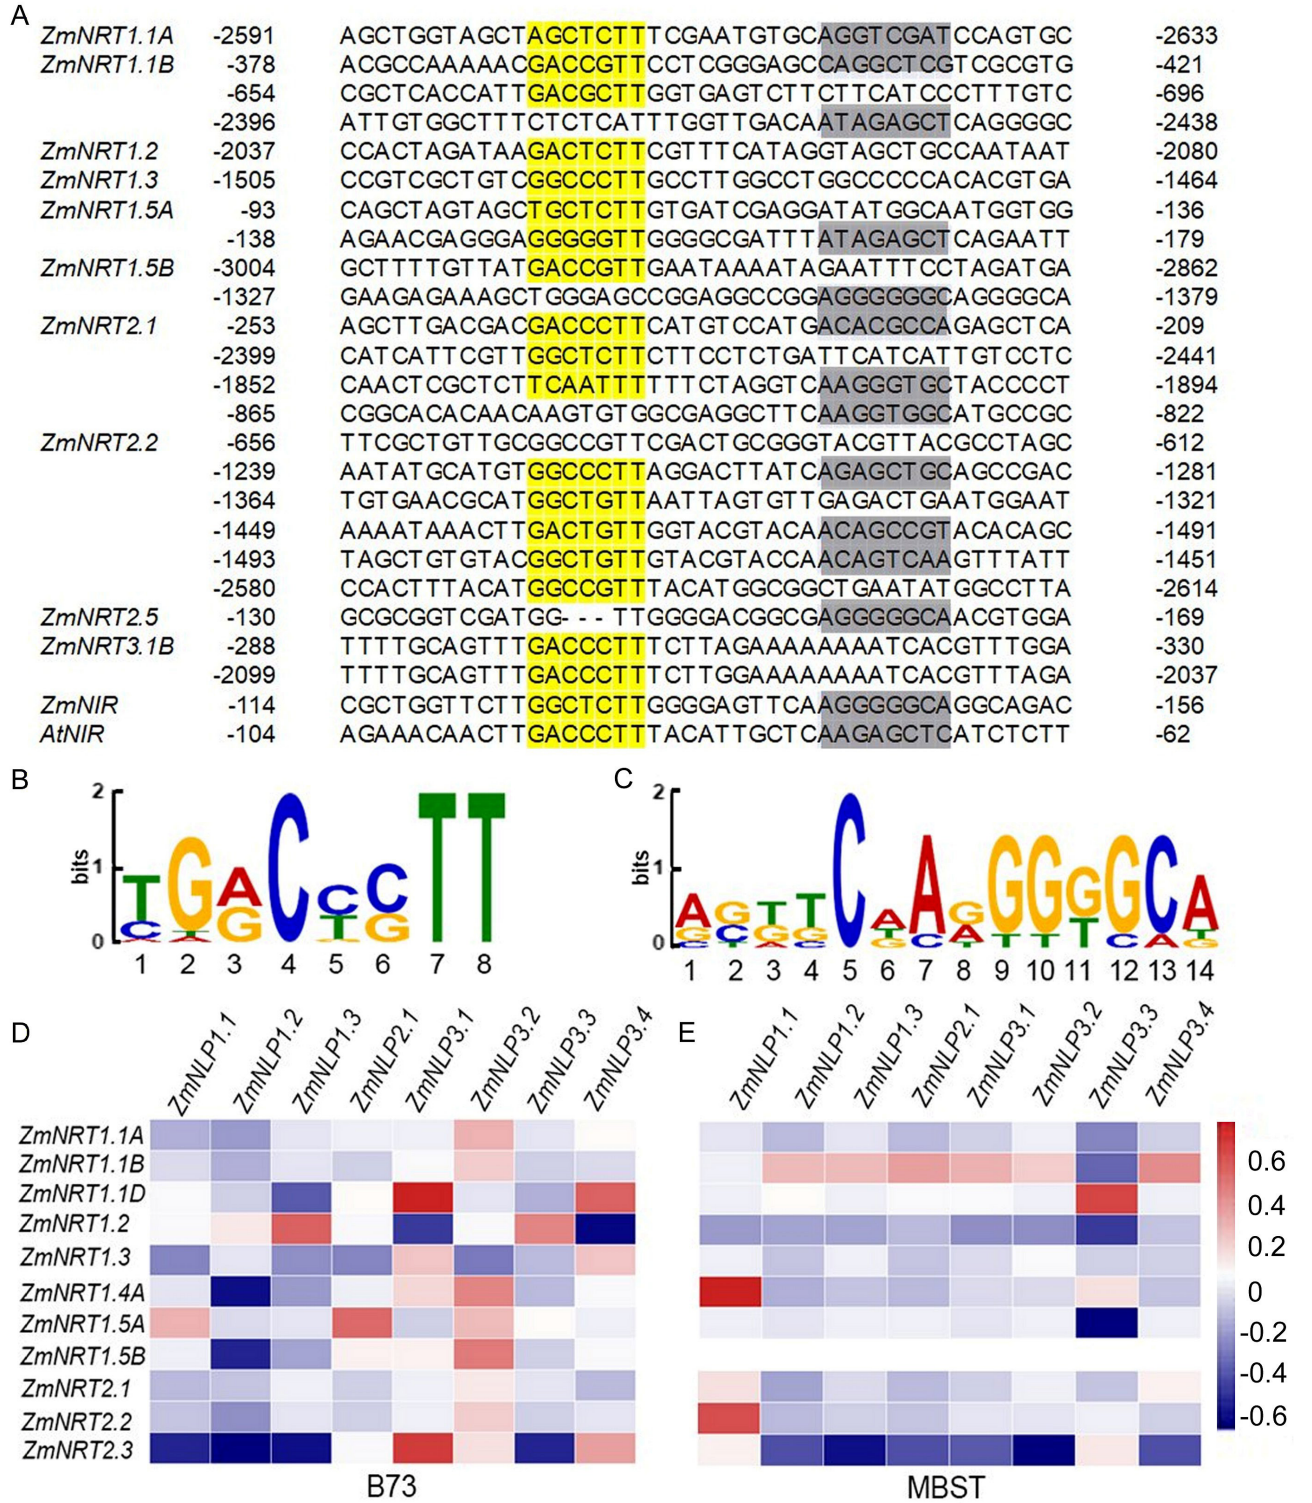 A
ZmNRT1.1A -2591 AGCTGGTAGCTAGCTCTTTCGAATGTGCAGGTCGATCCAGTGC -2633
ZmNRT1.1B -378 ACGCCAAAAACGACCGTTCCTCGGGAGCCAGGCTCGTCGCGTG -421
-654 CGCTCACCATTGACGCTTGGTGAGTCTTCTTCATCCCTTTGTC -696
-2396 ATTGTGGCTTTCTCTCATTTGGTTGACAATAGAGCTCAGGGGC -2438
ZmNRT1.2 -2037 CCACTAGATAAGACTCTTCGTTTCATAGGTAGCTGCCAATAAT -2080
ZmNRT1.3 -1505 CCGTCGCTGTCGGCCCTTGCCTTGGCCTGGCCCCCACACGTGA -1464
ZmNRT1.5A -93 CAGCTAGTAGCTGCTCTTGTGATCGAGGATATGGCAATGGTGG -136
-138 AGAACGAGGGAGGGGGTTGGGGCGATTTATAGAGCTCAGAATT -179
ZmNRT1.5B -3004 GCTTTTGTTATGACCGTTGAATAAAATAGAATTTCCTAGATGA -2862
-1327 GAAGAGAAAGCTGGGAGCCGGAGGCCGGAGGGGGGCAGGGGCA -1379
ZmNRT2.1 -253 AGCTTGACGACGACCCTTCATGTCCATGACACGCCAGAGCTCA -209
-2399 CATCATTCGTTGGCTCTTCTTCCTCTGATTCATCATTGTCCTC -2441
-1852 CAACTCGCTCTTCAATTTTTTCTAGGTCAAGGGTGCTACCCCT -1894
-865 CGGCACACAACAAGTGTGGCGAGGCTTCAAGGTGGCATGCCGC -822
ZmNRT2.2 -656 TTCGCTGTTGCGGCCGTTCGACTGCGGGTACGTTACGCCTAGC -612
-1239 AATATGCATGTGGCCCTTAGGACTTATCAGAGCTGCAGCCGAC -1281
-1364 TGTGAACGCATGGCTGTTAATTAGTGTTGAGACTGAATGGAAT -1321
-1449 AAAATAAACTTGACTGTTGGTACGTACAACAGCCGTACACAGC -1491
-1493 TAGCTGTGTACGGCTGTTGTACGTACCAACAGTCAAGTTTATT -1451
-2580 CCACTTTACATGGCCGTTTACATGGCGGCTGAATATGGCCTTA -2614
ZmNRT2.5 -130 GCGCGGTCGATGG- - - TTGGGGACGGCGAGGGGGCAACGTGGA -169
ZmNRT3.1B -288 TTTTGCAGTTTGACCCTTTCTTAGAAAAAAAAATCACGTTTGGA -330
-2099 TTTTGCAGTTTGACCCTTTCTTGGAAAAAAAAATCACGTTTAGA -2037
ZmNIR -114 CGCTGGTTCTTGGCTCTTGGGGAGTTCAAGGGGGCAGGCAGAC -156
AtNIR -104 AGAAACAACTTGACCCTTTACATTGCTCAAGAGCTCATCTCTT -62
B
2
1
0
bits
TGACCCTT
1 2 3 4 5 6 7 8
C
2
1
0
bits
AGTTCAAGGGGGCA
1 2 3 4 5 6 7 8 9 10 11 12 13 14
D
ZmNLP1.1 ZmNLP1.2 ZmNLP1.3 ZmNLP2.1 ZmNLP3.1 ZmNLP3.2 ZmNLP3.3 ZmNLP3.4
ZmNRT1.1A
ZmNRT1.1B
ZmNRT1.1D
ZmNRT1.2
ZmNRT1.3
ZmNRT1.4A
ZmNRT1.5A
ZmNRT1.5B
ZmNRT2.1
ZmNRT2.2
ZmNRT2.3
B73
E
ZmNLP1.1 ZmNLP1.2 ZmNLP1.3 ZmNLP2.1 ZmNLP3.1 ZmNLP3.2 ZmNLP3.3 ZmNLP3.4
0.6
0.4
0.2
0
-0.2
-0.4
-0.6
MBST